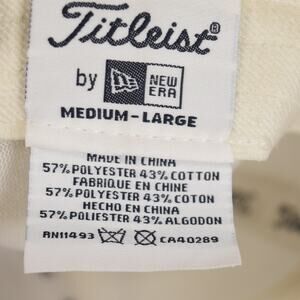 Titleist®
by NEW ERA
MEDIUM-LARGE
MADE IN CHINA
57% POLYESTER 43% COTTON
FABRIQUE EN CHINE
57% POLYESTER 43% COTON
HECHO EN CHINA
57% POLIESTER 43% ALGODON
RN11493 CA40289